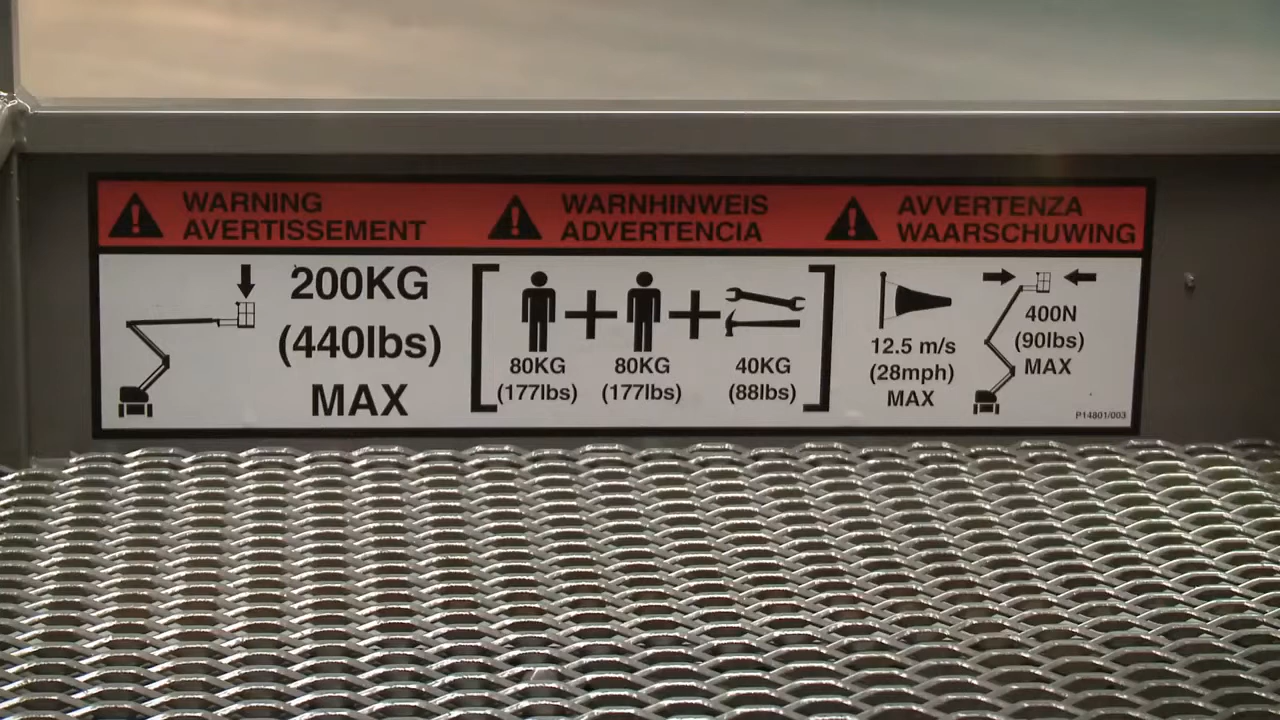 WARNING
AVERTISSEMENT
WARNHINWEIS
ADVERTENCIA
AVVERTENZA
WAARSCHUWING
200KG
(440lbs)
MAX
80KG
(177lbs)
80KG
(177lbs)
40KG
(88lbs)
12.5 m/s
(28mph)
MAX
400N
(90lbs)
MAX
P14801/003